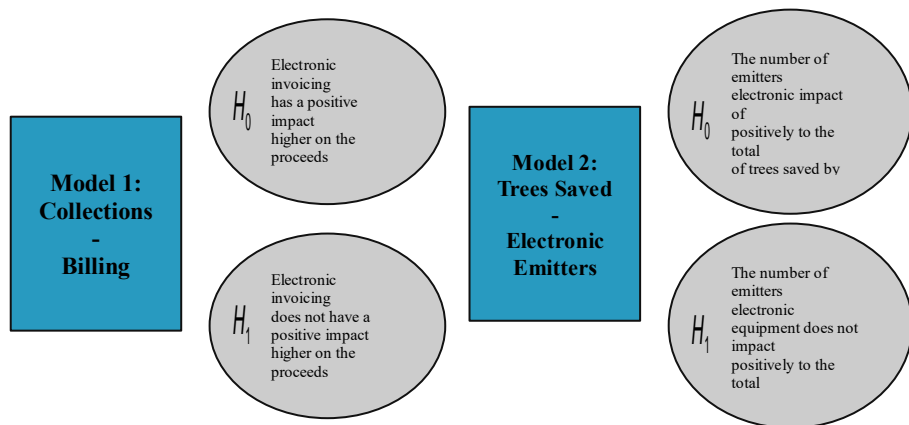 Model 1:
Collections
-
Billing
H0
Electronic
invoicing
has a positive
impact
higher on the
proceeds
H1
Electronic
invoicing
does not have a
positive impact
higher on the
proceeds
Model 2:
Trees Saved
-
Electronic
Emitters
H0
The number of
emitters
electronic impact
of
positively to the
total
of trees saved by
H1
The number of
emitters
electronic
equipment does not
impact
positively to the
total